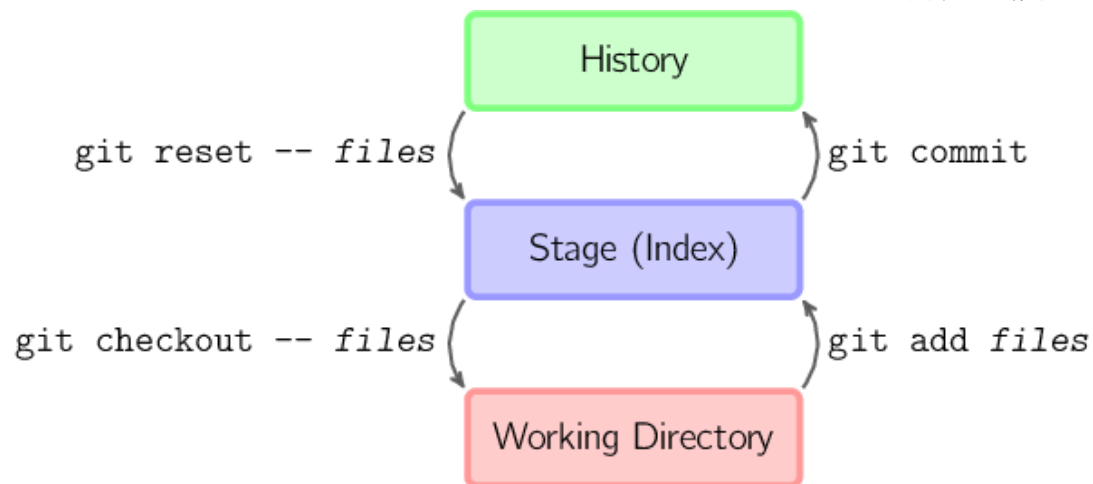 History
git reset -- files
git commit
Stage (Index)
git checkout -- files
git add files
Working Directory